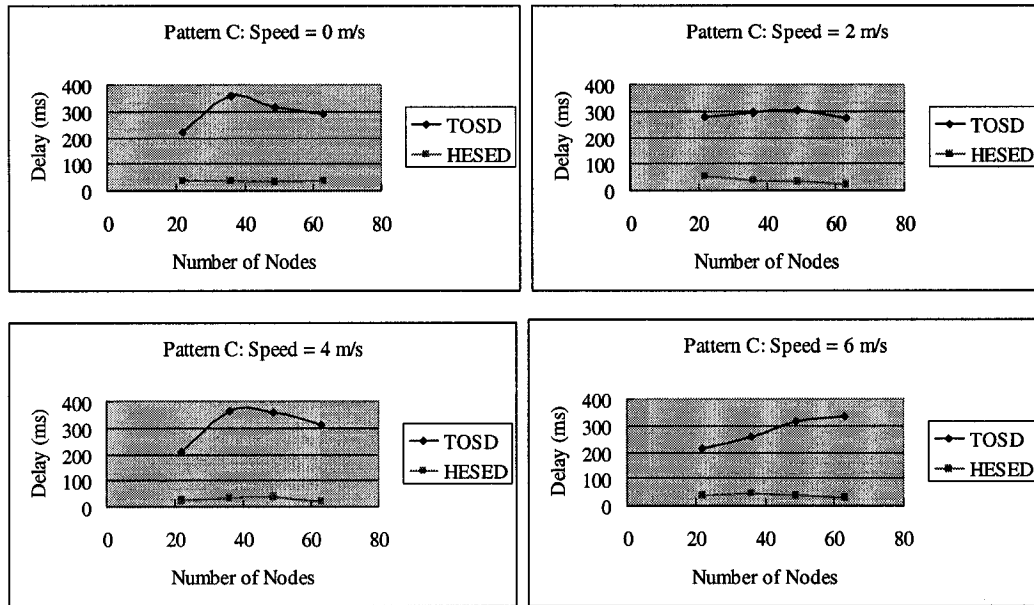 Pattern C: Speed = 0 m/s
Delay (ms)
400
300
200
100
0
0 20 40 60 80
Number of Nodes
TOSD
HESED
Pattern C: Speed = 2 m/s
Delay (ms)
400
300
200
100
0
0 20 40 60 80
Number of Nodes
TOSD
HESED
Pattern C: Speed = 4 m/s
Delay (ms)
400
300
200
100
0
0 20 40 60 80
Number of Nodes
TOSD
HESED
Pattern C: Speed = 6 m/s
Delay (ms)
400
300
200
100
0
0 20 40 60 80
Number of Nodes
TOSD
HESED